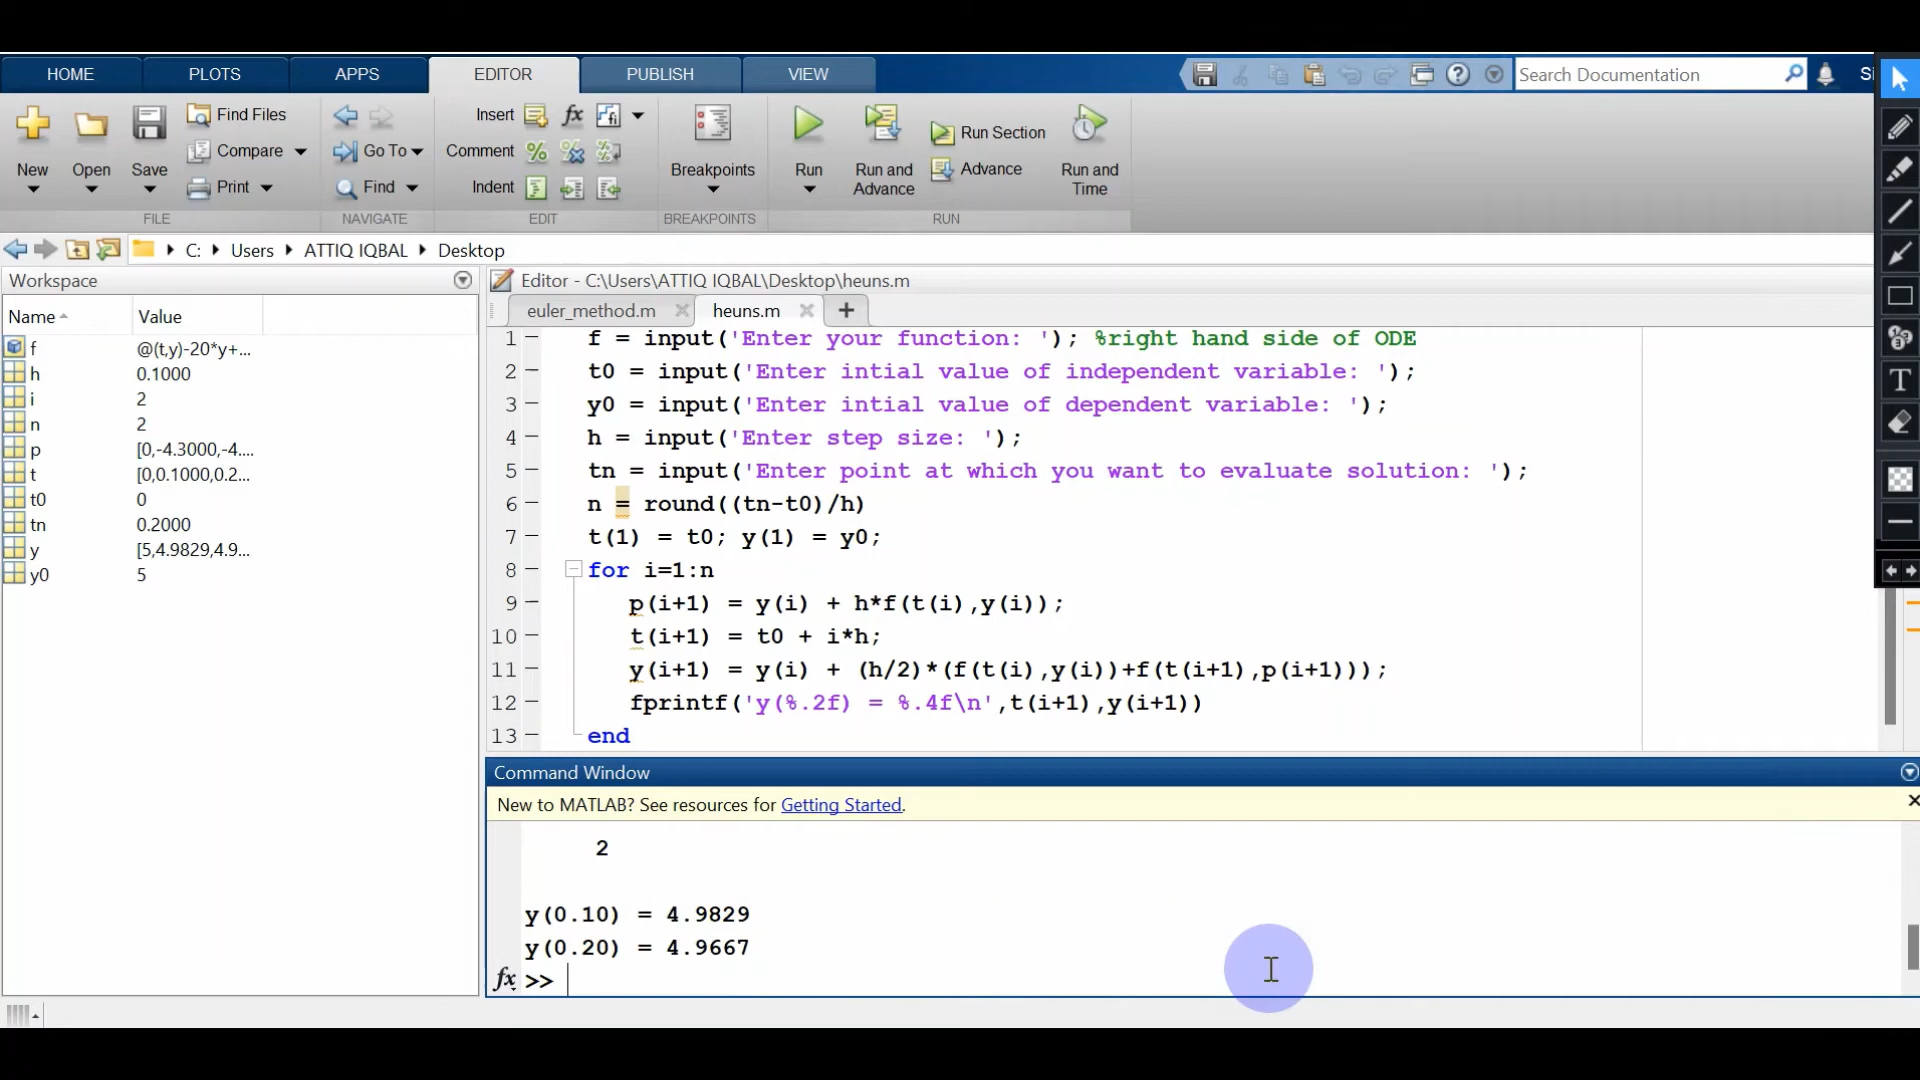 HOME
PLOTS
APPS
EDITOR
PUBLISH
VIEW
Search Documentation
New
Open
Save
Find Files
Compare
Print
Go To
Find
Insert
Comment
Indent
Breakpoints
Run
Run and
Advance
Run Section
Advance
Run and
Time
FILE
NAVIGATE
EDIT
BREAKPOINTS
RUN
C: Users ATTIQ IQBAL Desktop
Workspace
Name Value
f @(t,y)-20*y+...
h 0.1000
i 2
n 2
p [0,-4.3000,-4....
t [0,0.1000,0.2...
t0 0
tn 0.2000
y [5,4.9829,4.9...
y0 5
Editor - C:\Users\ATTIQ IQBAL\Desktop\heuns.m
euler_method.m
heuns.m
1 f = input('Enter your function: '); %right hand side of ODE
2 t0 = input('Enter intial value of independent variable: ');
3 y0 = input('Enter intial value of dependent variable: ');
4 h = input('Enter step size: ');
5 tn = input('Enter point at which you want to evaluate solution: ');
6 n = round((tn-t0)/h)
7 t(1) = t0; y(1) = y0;
8 for i=1:n
9 p(i+1) = y(i) + h*f(t(i),y(i));
10 t(i+1) = t0 + i*h;
11 y(i+1) = y(i) + (h/2)*(f(t(i),y(i))+f(t(i+1),p(i+1)));
12 fprintf('y(%.2f) = %.4f\n',t(i+1),y(i+1))
13 end
Command Window
New to MATLAB? See resources for Getting Started.
2
y(0.10) = 4.9829
y(0.20) = 4.9667
fx >>